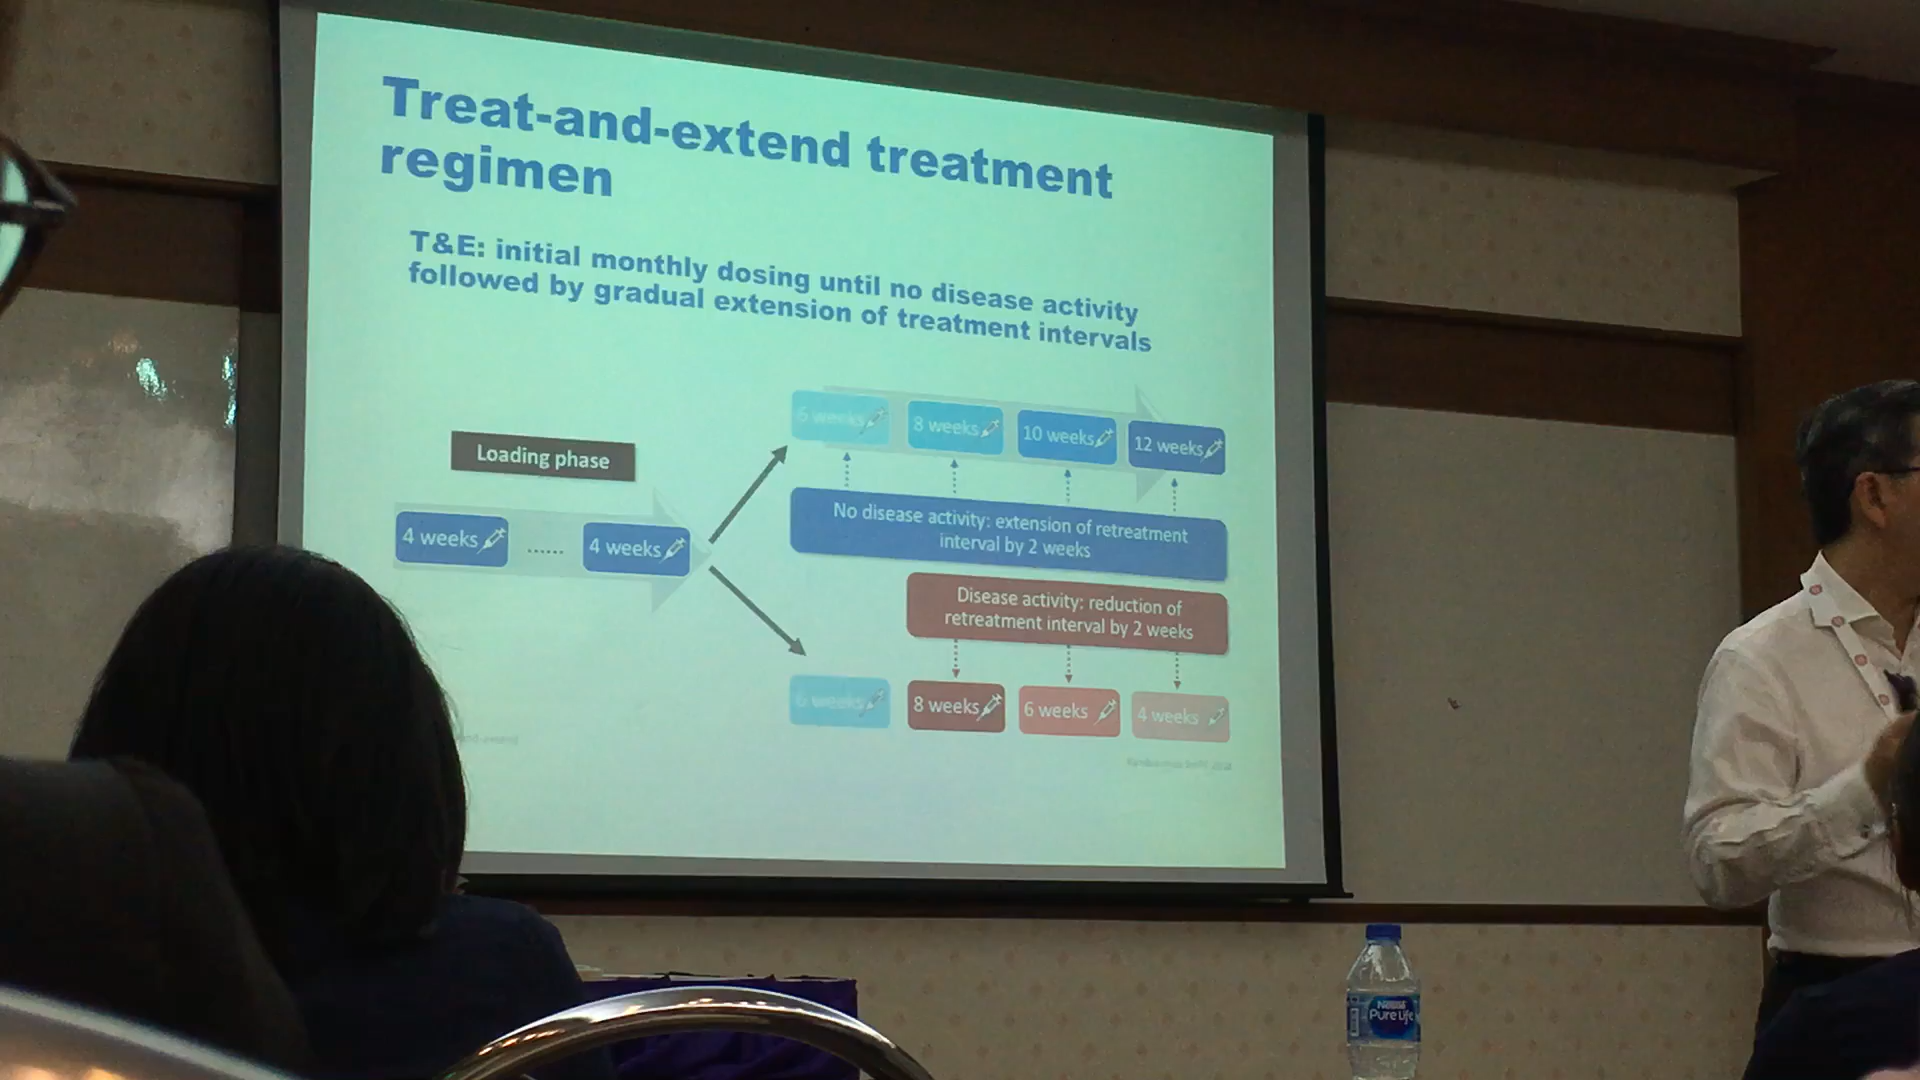 Treat-and-extend treatment
regimen
T&E: initial monthly dosing until no disease activity
followed by gradual extension of treatment intervals
Loading phase
4 weeks
......
4 weeks
6 weeks
8 weeks
10 weeks
12 weeks
No disease activity: extension of retreatment
interval by 2 weeks
Disease activity: reduction of
retreatment interval by 2 weeks
6 weeks
8 weeks
6 weeks
4 weeks
Nestlé
Pure Life